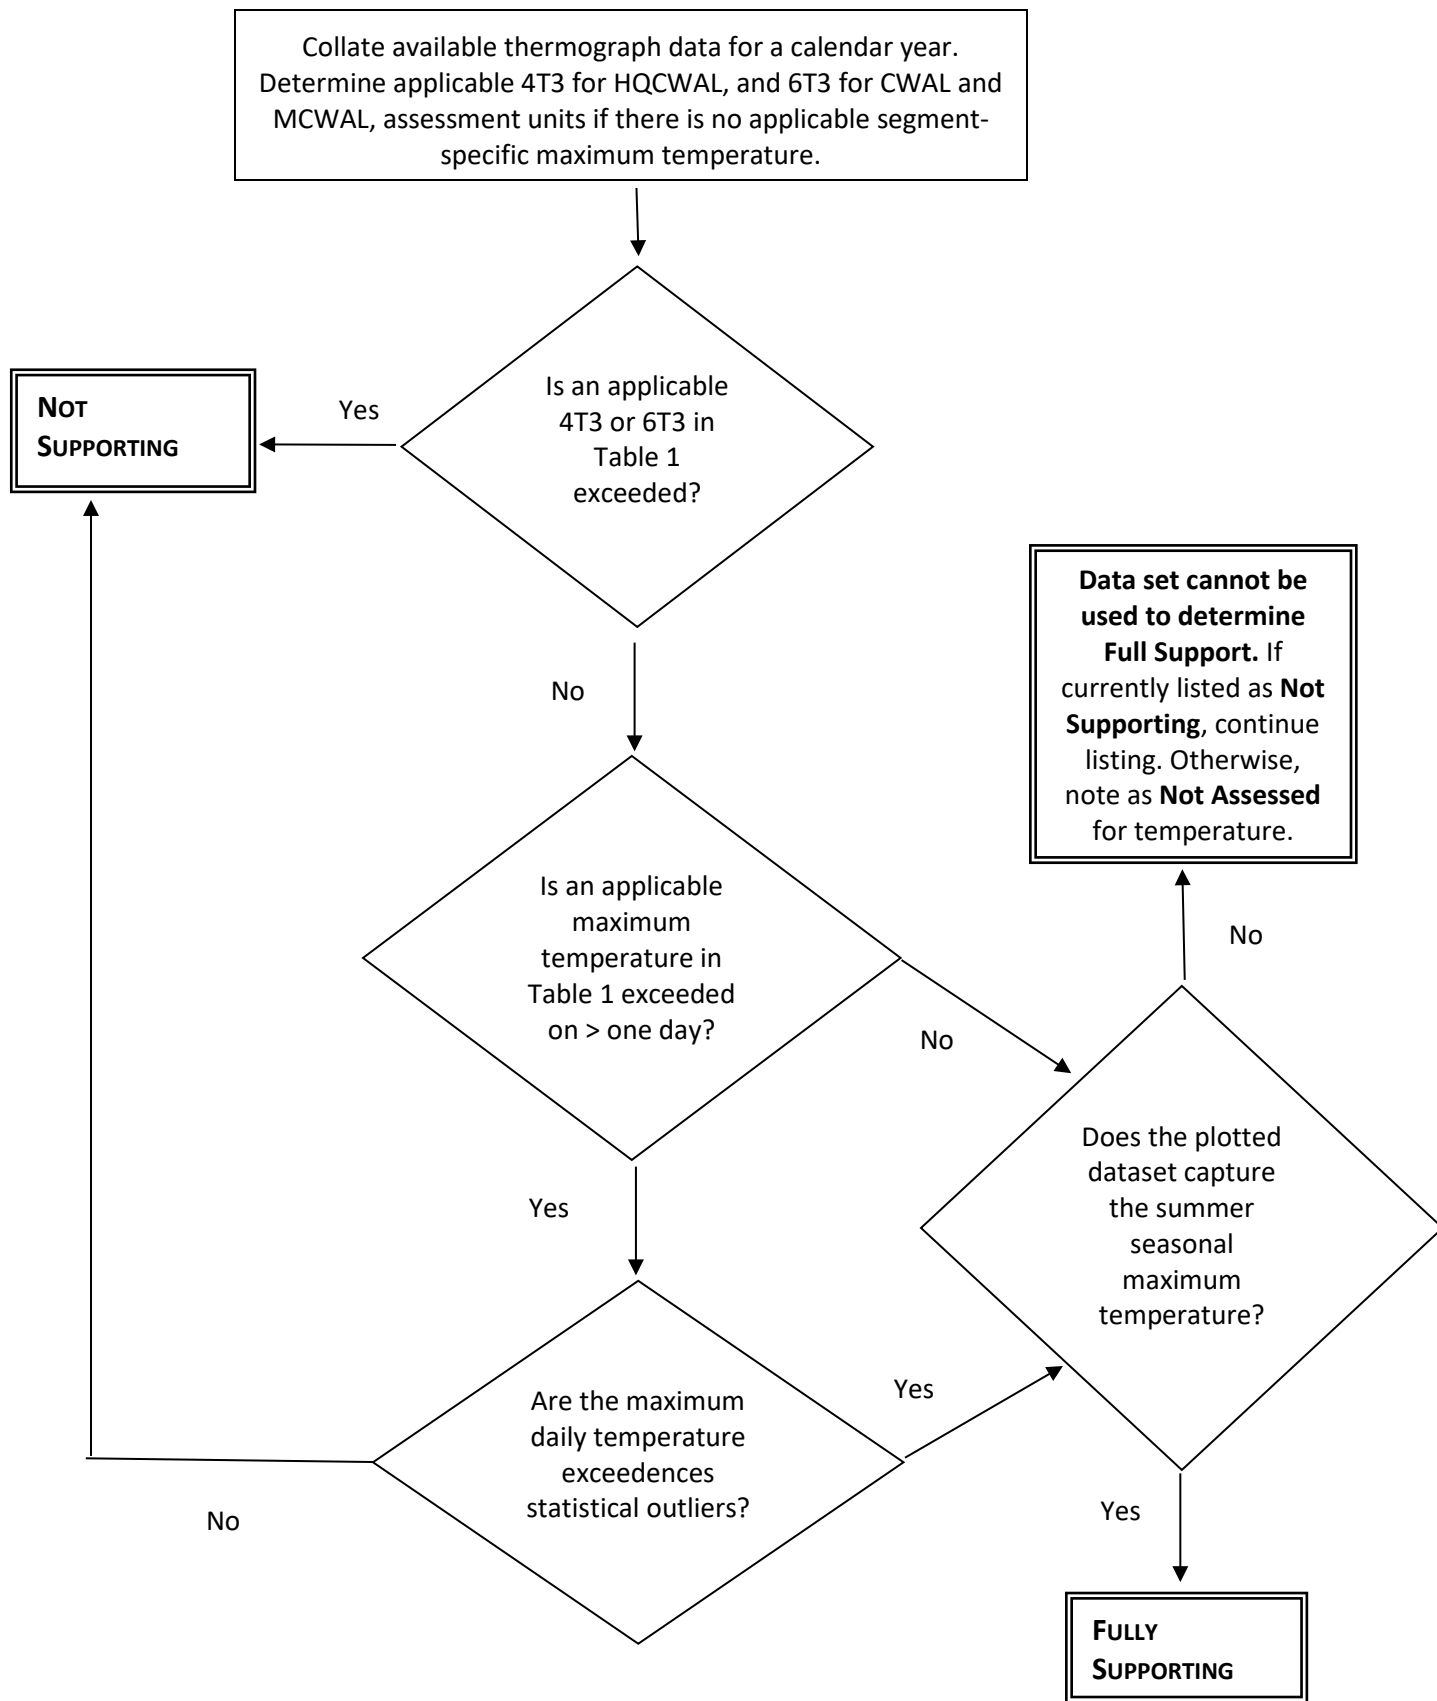 Collate available thermograph data for a calendar year.
Determine applicable 4T3 for HQCWAL, and 6T3 for CWAL and
MCWAL, assessment units if there is no applicable segment-
specific maximum temperature.
Is an applicable
4T3 or 6T3 in
Table 1
exceeded?
Yes
NOT
SUPPORTING
No
Data set cannot be
used to determine
Full Support. If
currently listed as Not
Supporting, continue
listing. Otherwise,
note as Not Assessed
for temperature.
Is an applicable
maximum
temperature in
Table 1 exceeded
on > one day?
No
No
Does the plotted
dataset capture
the summer
seasonal
maximum
temperature?
Yes
Are the maximum
daily temperature
exceedences
statistical outliers?
Yes
No
Yes
FULLY
SUPPORTING